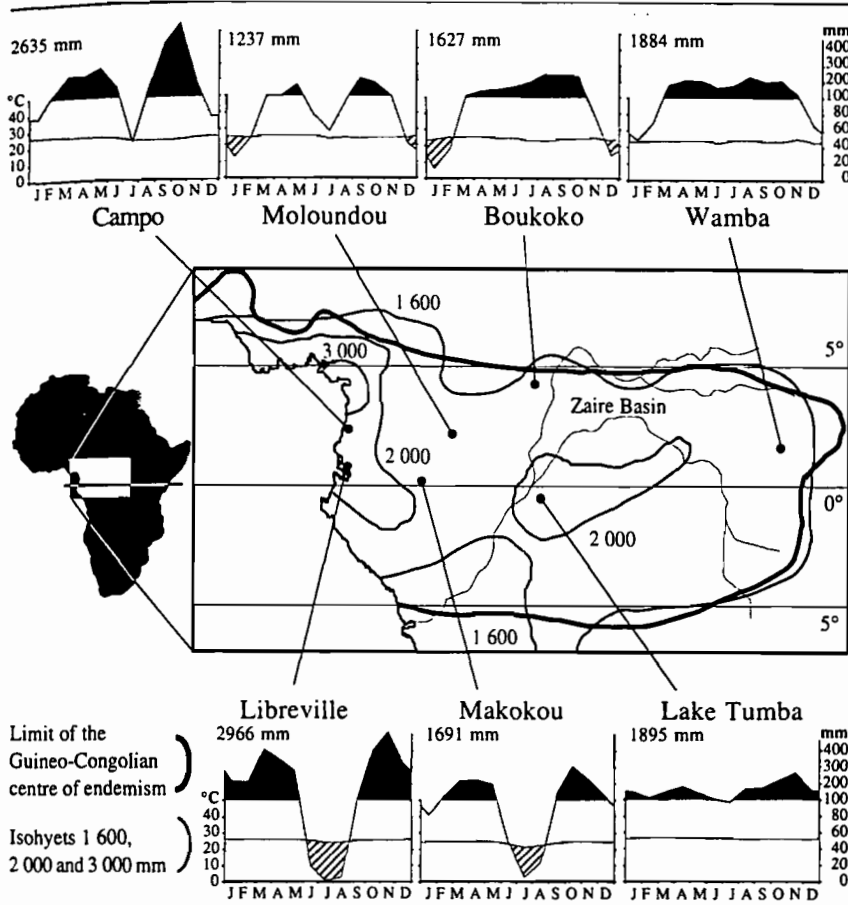 2635 mm
1237 mm
1627 mm
1884 mm
mm
400
300
200
100
80
60
40
20
0
°C
40
30
20
10
0
J F M A M J J A S O N D
J F M A M J J A S O N D
J F M A M J J A S O N D
J F M A M J J A S O N D
Campo
Moloundou
Boukoko
Wamba
1 600
3 000
5°
Zaire Basin
2 000
0°
2 000
1 600
5°
Libreville
Makokou
Lake Tumba
2966 mm
1691 mm
1895 mm
mm
400
300
200
100
80
60
40
20
0
°C
40
30
20
10
0
J F M A M J J A S O N D
J F M A M J J A S O N D
J F M A M J J A S O N D
Limit of the
Guineo-Congolian
centre of endemism
Isohyets 1 600,
2 000 and 3 000 mm